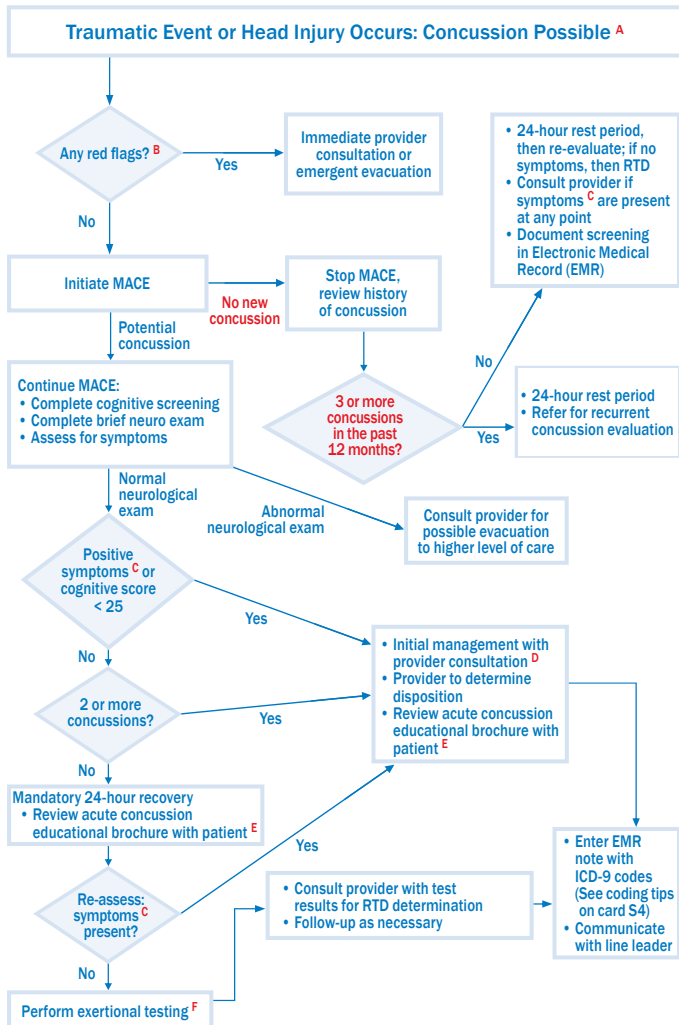 Traumatic Event or Head Injury Occurs: Concussion Possible A
Any red flags? B
Yes
Immediate provider
consultation or
emergent evacuation
• 24-hour rest period,
then re-evaluate; if no
symptoms, then RTD
• Consult provider if
symptoms C are present
at any point
• Document screening
in Electronic Medical
Record (EMR)
No
Initiate MACE
No new
concussion
Stop MACE,
review history
of concussion
Potential
concussion
No
Continue MACE:
• Complete cognitive screening
• Complete brief neuro exam
• Assess for symptoms
3 or more
concussions
in the past
12 months?
Yes
• 24-hour rest period
• Refer for recurrent
concussion evaluation
Normal
neurological
exam
Abnormal
neurological exam
Consult provider for
possible evacuation
to higher level of care
Positive
symptoms C or
cognitive score
< 25
Yes
• Initial management with
provider consultation D
• Provider to determine
disposition
• Review acute concussion
educational brochure with
patient E
No
2 or more
concussions?
Yes
No
Mandatory 24-hour recovery
• Review acute concussion
educational brochure with patient E
Yes
Re-assess:
symptoms C
present?
• Consult provider with test
results for RTD determination
• Follow-up as necessary
• Enter EMR
note with
ICD-9 codes
(See coding tips
on card S4)
• Communicate
with line leader
No
Perform exertional testing F